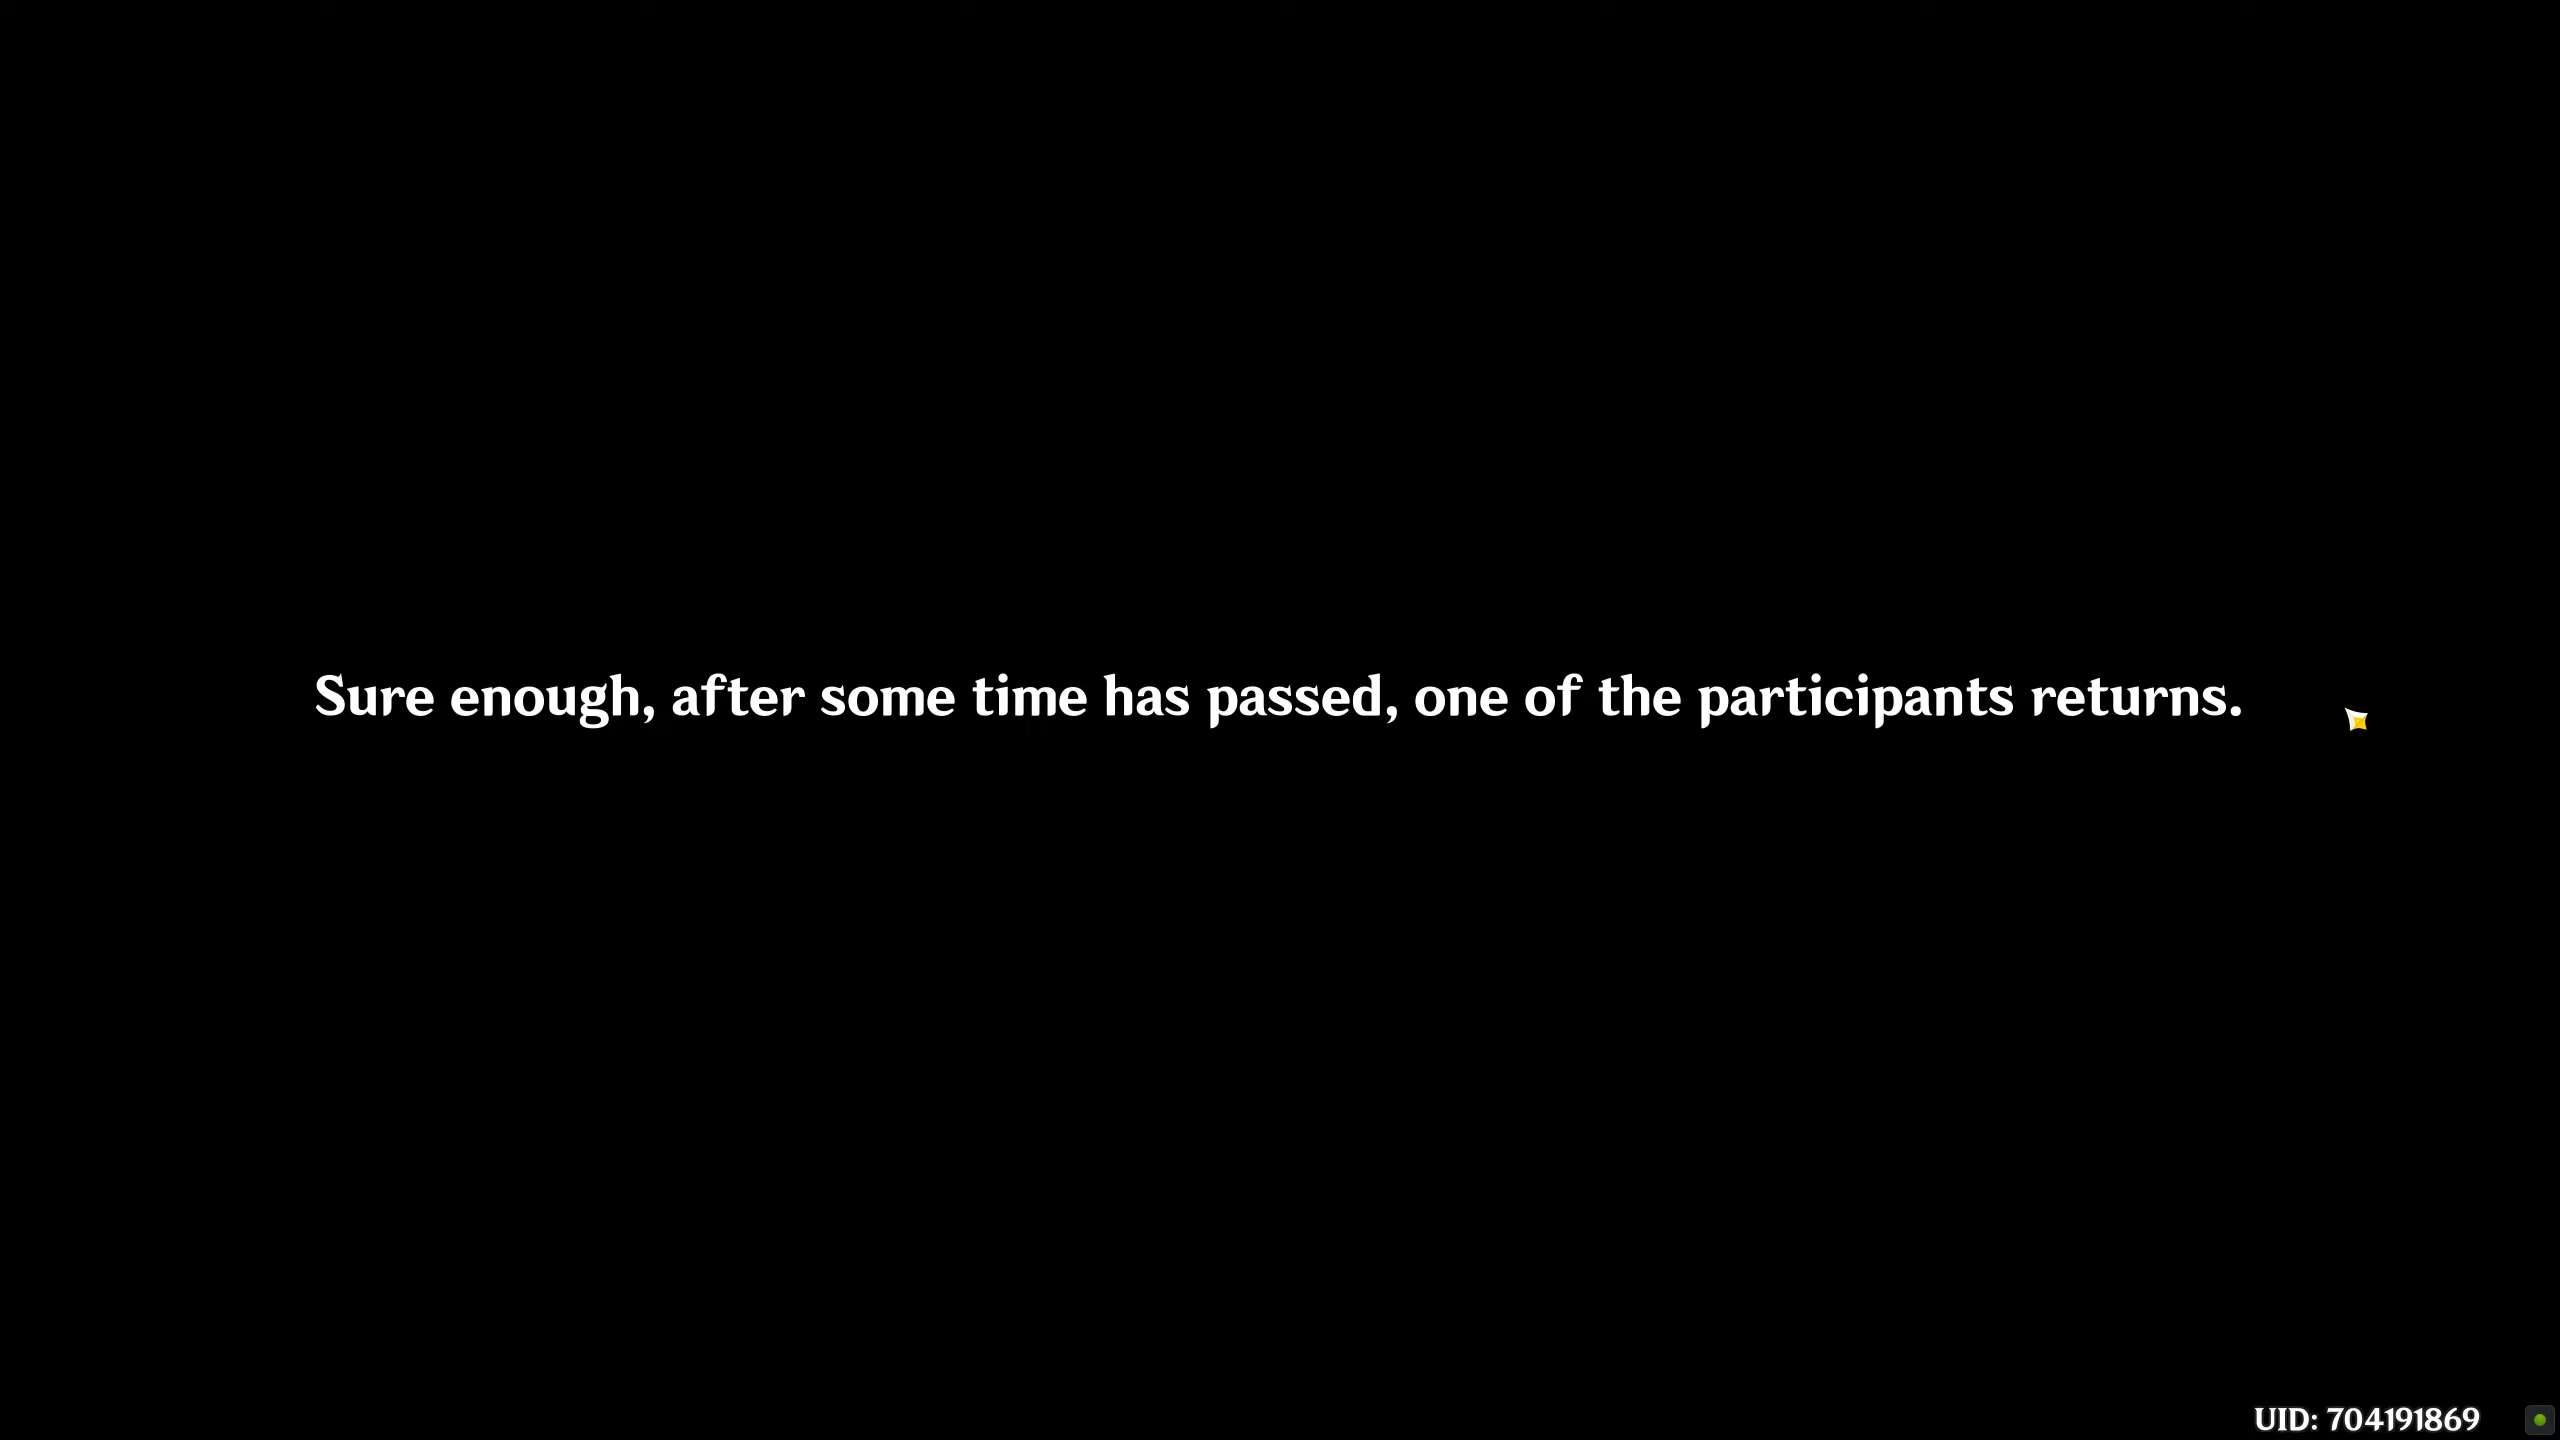 Sure enough, after some time has passed, one of the participants returns.
UID: 704191869